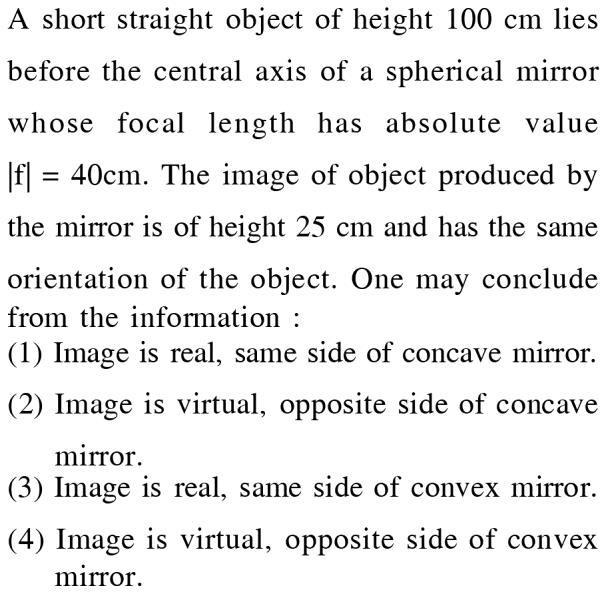 A short straight object of height 100 cm lies
before the central axis of a spherical mirror
whose focal length has absolute value
|f| = 40cm. The image of object produced by
the mirror is of height 25 cm and has the same
orientation of the object. One may conclude
from the information :
(1) Image is real, same side of concave mirror.
(2) Image is virtual, opposite side of concave
mirror.
(3) Image is real, same side of convex mirror.
(4) Image is virtual, opposite side of convex
mirror.